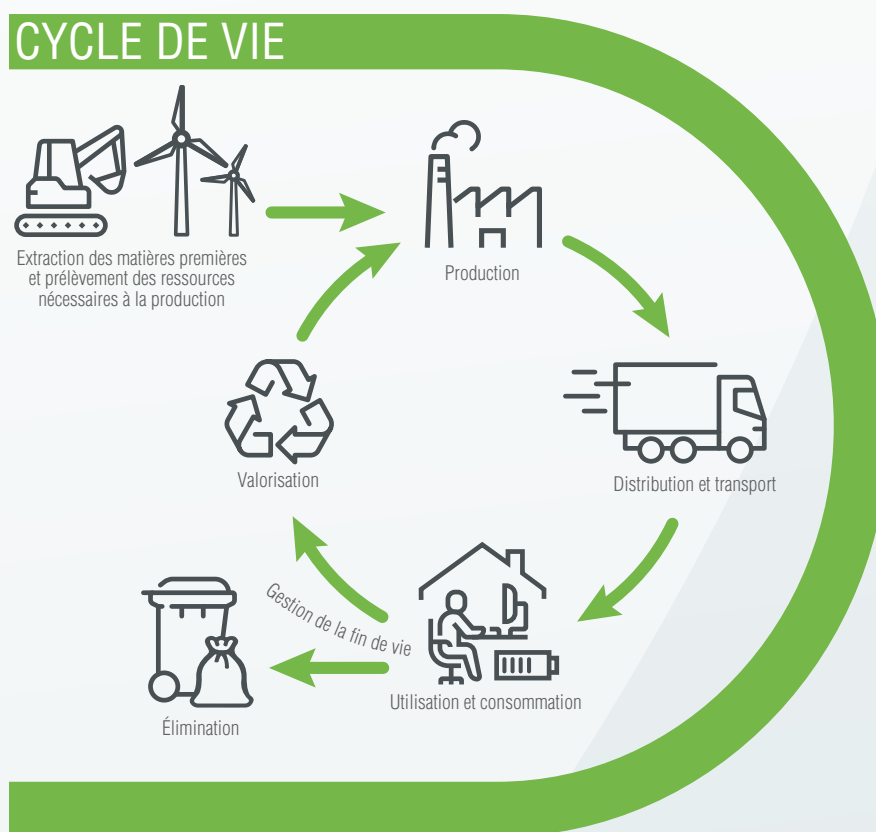 CYCLE DE VIE
Extraction des matières premières
et prélèvement des ressources
nécessaires à la production
Production
Distribution et transport
Valorisation
Gestion de la fin de vie
Utilisation et consommation
Élimination